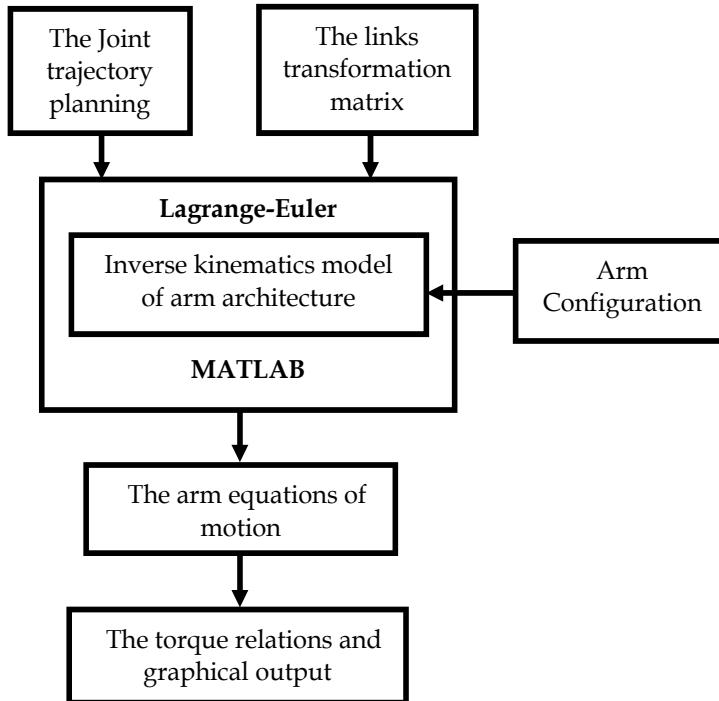 The Joint
trajectory
planning
The links
transformation
matrix
Lagrange-Euler
Inverse kinematics model
of arm architecture
MATLAB
Arm
Configuration
The arm equations of
motion
The torque relations and
graphical output